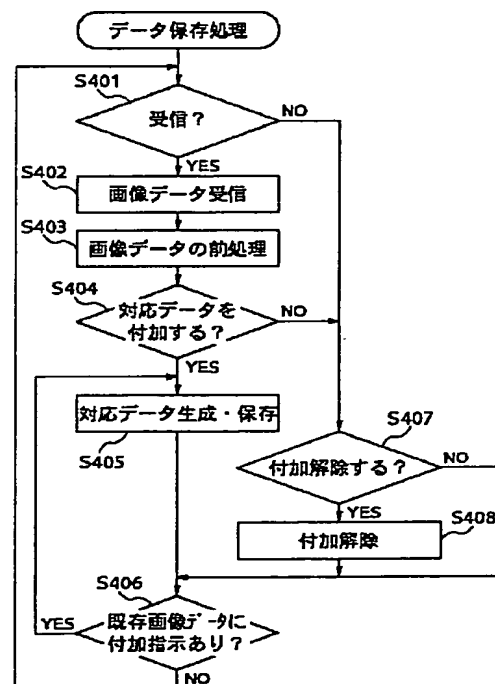 データ保存処理
S401
受信？
NO
YES
S402
画像データ受信
S403
画像データの前処理
S404
対応データを
付加する？
NO
YES
対応データ生成・保存
S405
S407
付加解除する？
NO
YES
S408
付加解除
S406
既存画像データに
付加指示あり？
YES
NO